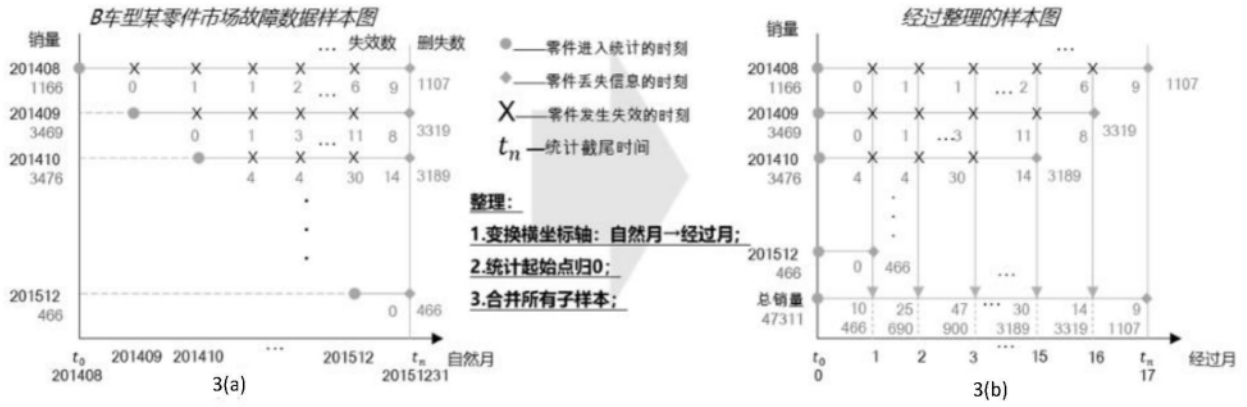 B车型某零件市场故障数据样本图
销量
... 失效数 删失数
201408
1166
0 1 1 2 ... 6 9 1107
201409
3469
0 1 3 ... 11 8 3319
201410
3476
4 4 30 14 3189
201512
466
0 466
t0 201409 201410 ... 201512 tn 自然月
201408 20151231
3(a)
零件进入统计的时刻
零件丢失信息的时刻
X 零件发生失效的时刻
tn 统计截尾时间
整理：
1.变换横坐标轴：自然月→经过月；
2.统计起始点归0；
3.合并所有子样本；
经过整理的样本图
销量
...
201408
1166
0 1 1 ... 2 6 9 1107
201409
3469
0 1 ...3 11 8 3319
201410
3476
4 4 30 14 3189
201512
466
0 466
...
总销量
47311
10 25 47 ... 30 14 9
466 690 900 3189 3319 1107
...
t0 1 2 3 15 16 tn 经过月
0 17
3(b)